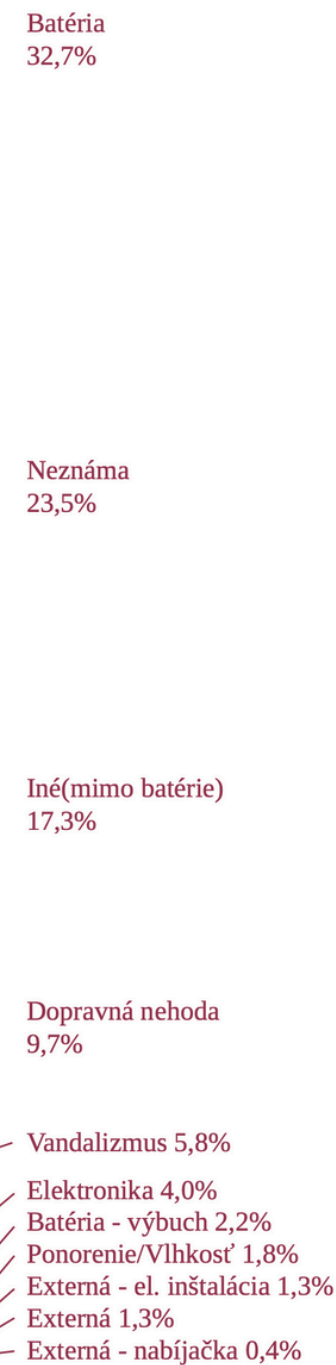 Batéria
32,7%
Neznáma
23,5%
Iné(mimo batérie)
17,3%
Dopravná nehoda
9,7%
Vandalizmus 5,8%
Elektronika 4,0%
Batéria - výbuch 2,2%
Ponorenie/Vlhkosť 1,8%
Externá - el. inštalácia 1,3%
Externá 1,3%
Externá - nabíjačka 0,4%